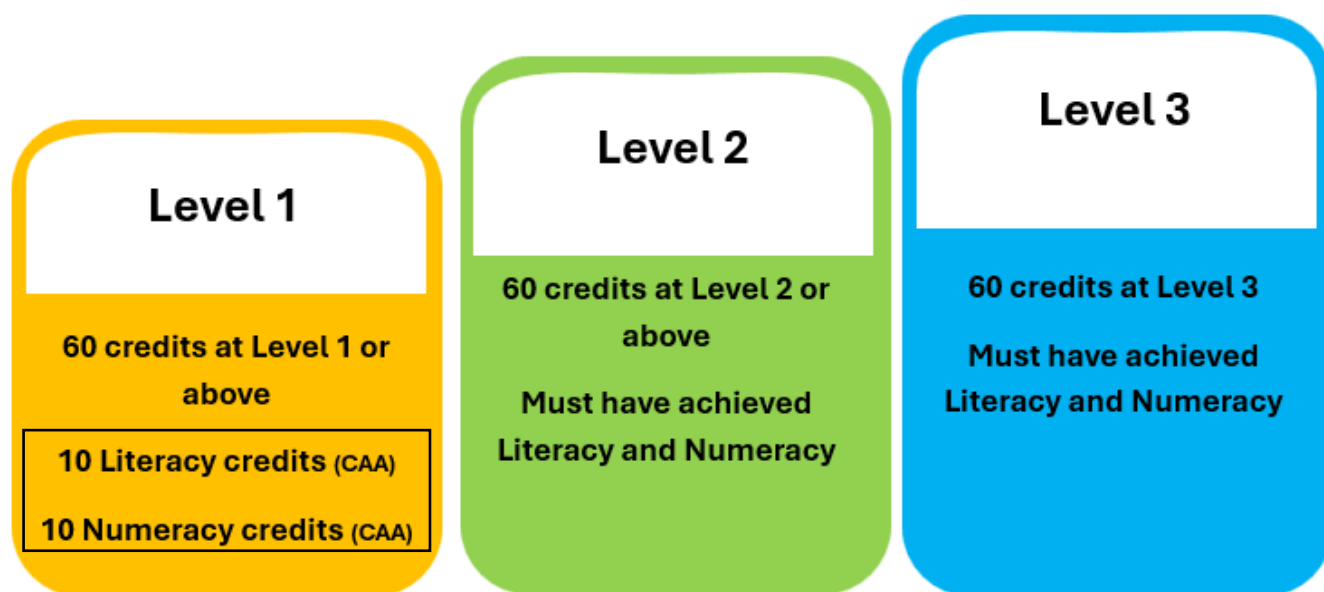 Level 1
60 credits at Level 1 or
above
10 Literacy credits (CAA)
10 Numeracy credits (CAA)
Level 2
60 credits at Level 2 or
above
Must have achieved
Literacy and Numeracy
Level 3
60 credits at Level 3
Must have achieved
Literacy and Numeracy